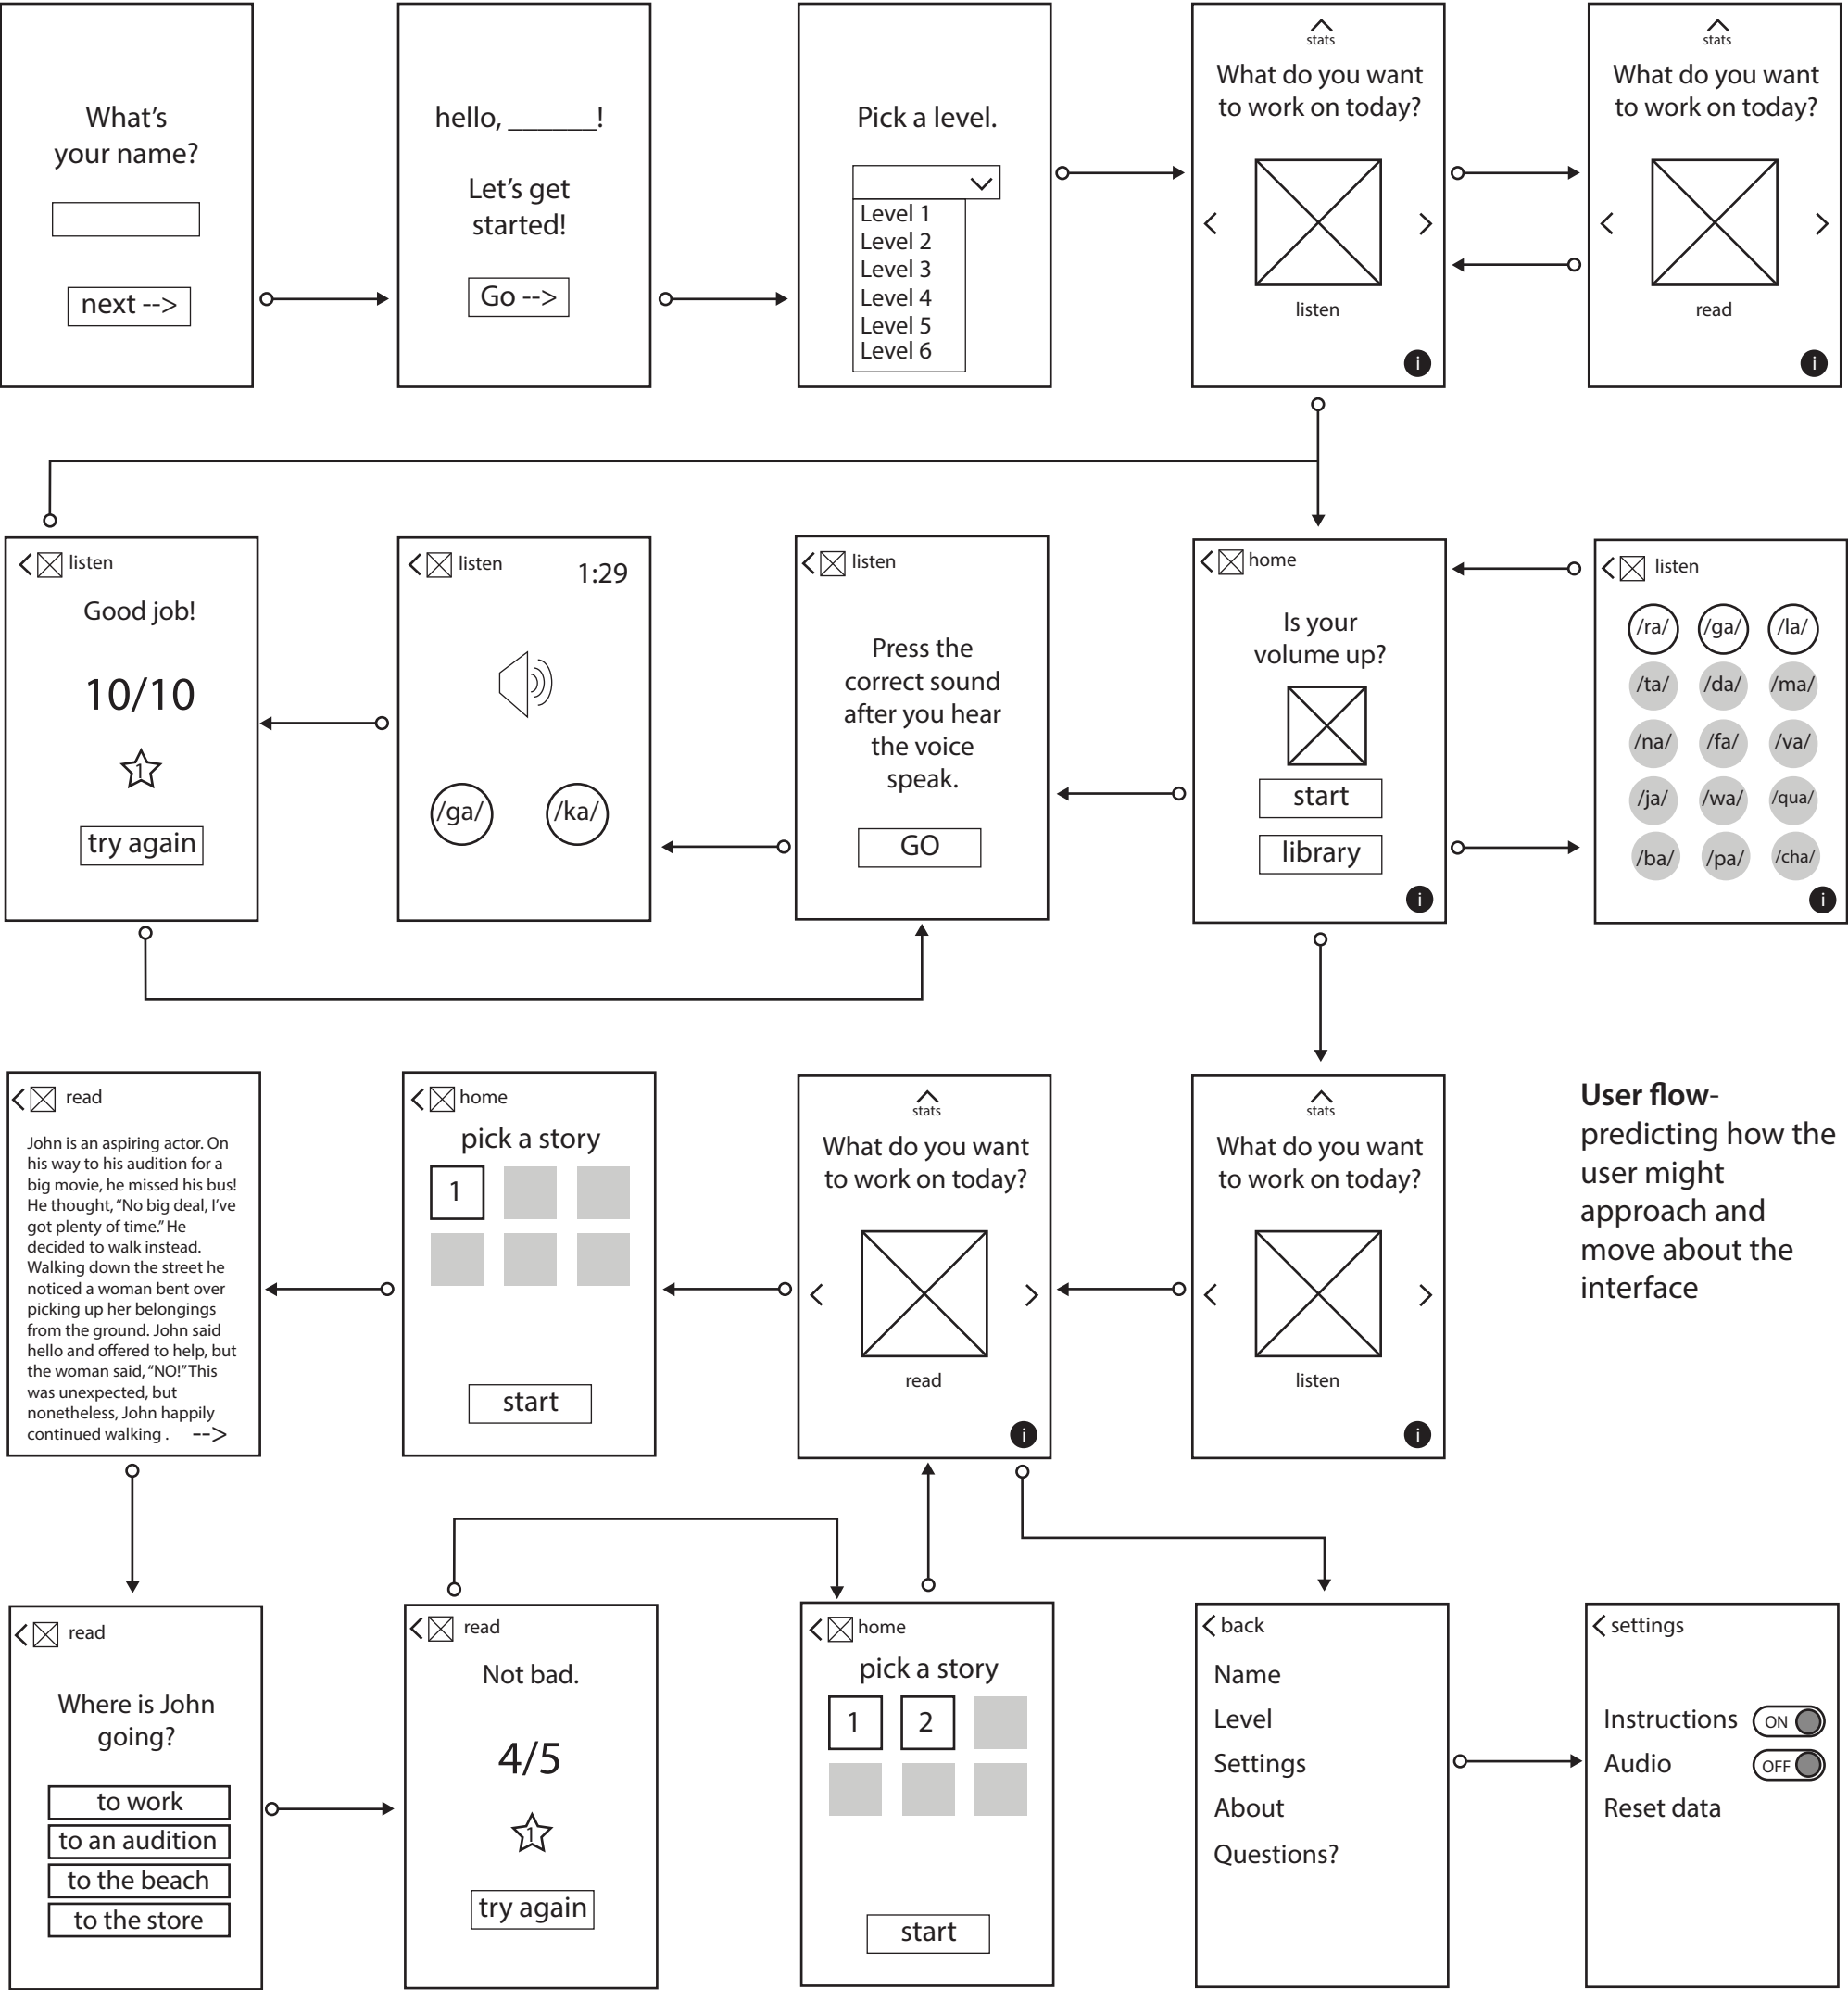 What's
your name?
next -->
hello, ______!
Let's get
started!
Go -->
Pick a level.
Level 1
Level 2
Level 3
Level 4
Level 5
Level 6
stats
What do you want
to work on today?
listen
i
stats
What do you want
to work on today?
read
i
listen
Good job!
10/10
1
try again
listen
1:29
/ga/ /ka/
listen
Press the
correct sound
after you hear
the voice
speak.
GO
home
Is your
volume up?
start
library
i
listen
/ra/ /ga/ /la/
/ta/ /da/ /ma/
/na/ /fa/ /va/
/ja/ /wa/ /qua/
/ba/ /pa/ /cha/
i
read
John is an aspiring actor. On
his way to his audition for a
big movie, he missed his bus!
He thought, “No big deal, I’ve
got plenty of time.” He
decided to walk instead.
Walking down the street he
noticed a woman bent over
picking up her belongings
from the ground. John said
hello and offered to help, but
the woman said, “NO!” This
was unexpected, but
nonetheless, John happily
continued walking . -->
home
pick a story
1
start
stats
What do you want
to work on today?
read
i
stats
What do you want
to work on today?
listen
i
User flow-
predicting how the
user might
approach and
move about the
interface
read
Where is John
going?
to work
to an audition
to the beach
to the store
read
Not bad.
4/5
1
try again
home
pick a story
1 2
start
back
Name
Level
Settings
About
Questions?
settings
Instructions ON
Audio OFF
Reset data